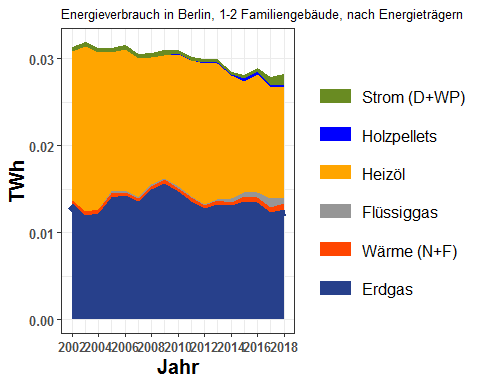 Energieverbrauch in Berlin, 1-2 Familiengebäude, nach Energieträgern
TWh
0.03
0.02
0.01
0.00
2002 2004 2006 2008 2010 2012 2014 2016 2018
Jahr
Strom (D+WP)
Holzpellets
Heizöl
Flüssiggas
Wärme (N+F)
Erdgas